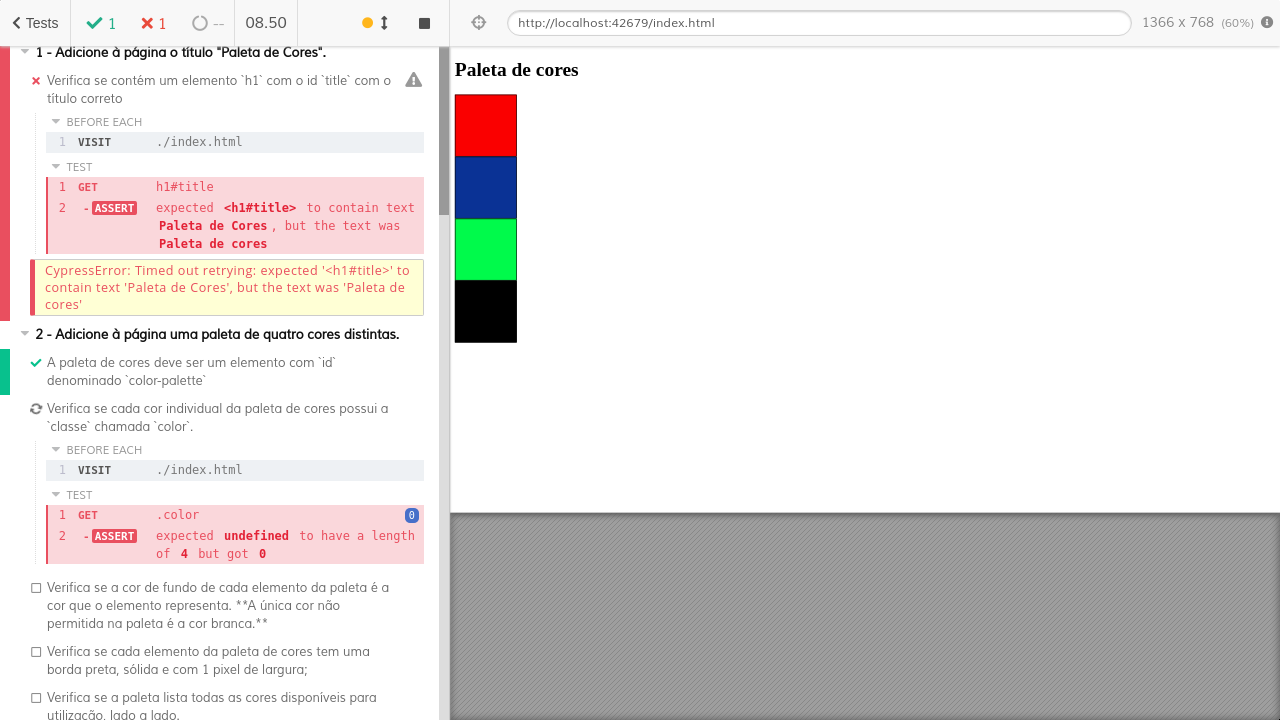 Tests
1
1
--
08.50
http://localhost:42679/index.html
1366 x 768 (60%)
1 - Adicione à página o título "Paleta de Cores".
Verifica se contém um elemento `h1` com o id `title` com o
título correto
BEFORE EACH
1 VISIT ./index.html
TEST
1 GET h1#title
2 -ASSERT expected <h1#title> to contain text
Paleta de Cores, but the text was
Paleta de cores
CypressError: Timed out retrying: expected '<h1#title>' to
contain text 'Paleta de Cores', but the text was 'Paleta de
cores'
2 - Adicione à página uma paleta de quatro cores distintas.
A paleta de cores deve ser um elemento com `id`
denominado `color-palette`
Verifica se cada cor individual da paleta de cores possui a
`classe` chamada `color`.
BEFORE EACH
1 VISIT ./index.html
TEST
1 GET .color 0
2 -ASSERT expected undefined to have a length
of 4 but got 0
Verifica se a cor de fundo de cada elemento da paleta é a
cor que o elemento representa. **A única cor não
permitida na paleta é a cor branca.**
Verifica se cada elemento da paleta de cores tem uma
borda preta, sólida e com 1 pixel de largura;
Verifica se a paleta lista todas as cores disponíveis para
utilização, lado a lado.
Paleta de cores